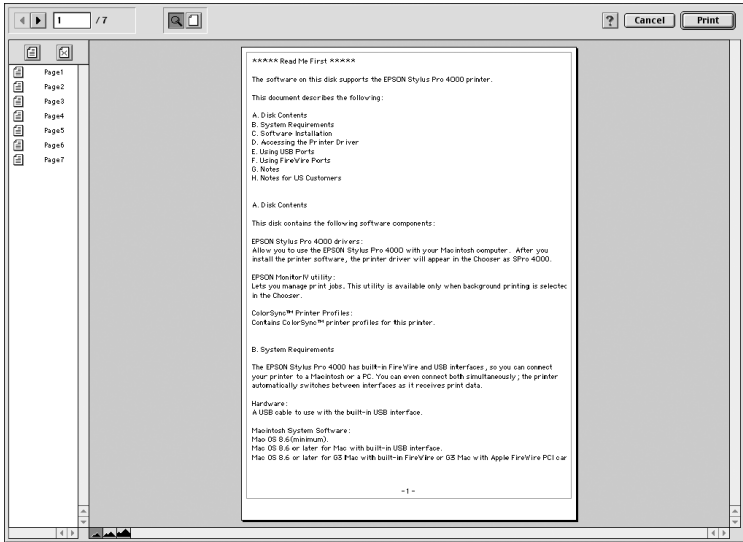 1 / 7
? Cancel Print
Page1
Page2
Page3
Page4
Page5
Page6
Page7
***** Read Me First *****
The software on this disk supports the EPSON Stylus Pro 4000 printer.
This document describes the following:
A. Disk Contents
B. System Requirements
C. Software Installation
D. Accessing the Printer Driver
E. Using USB Ports
F. Using FireWire Ports
G. Notes
H. Notes for US Customers
A. Disk Contents
This disk contains the following software components:
EPSON Stylus Pro 4000 drivers:
Allow you to use the EPSON Stylus Pro 4000 with your Macintosh computer. After you
install the printer software, the printer driver will appear in the Chooser as SPro 4000.
EPSON MonitorIV utility:
Lets you manage print jobs. This utility is available only when background printing is selectec
in the Chooser.
ColorSync™ Printer Profiles:
Contains ColorSync™ printer profiles for this printer.
B. System Requirements
The EPSON Stylus Pro 4000 has built-in FireWire and USB interfaces, so you can connect
your printer to a Macintosh or a PC. You can even connect both simultaneously; the printer
automatically switches between interfaces as it receives print data.
Hardware:
A USB cable to use with the built-in USB interface.
Macintosh System Software:
Mac OS 8.6(minimum).
Mac OS 8.6 or later for Mac with built-in USB interface.
Mac OS 8.6 or later for G3 Mac with built-in FireWire or G3 Mac with Apple FireWire PCI car
-1-